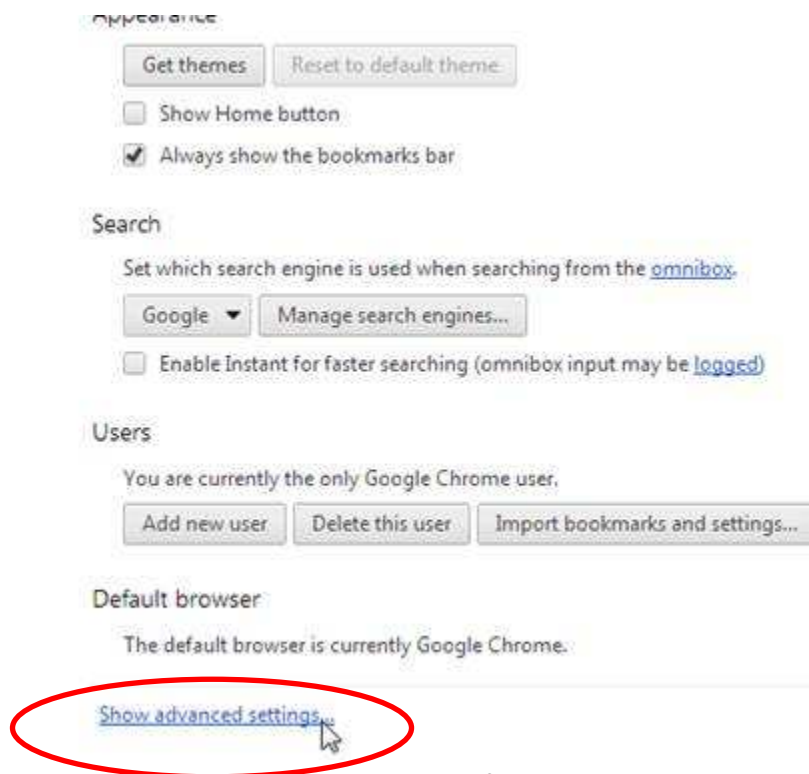 Appearance
Get themes Reset to default theme
Show Home button
Always show the bookmarks bar
Search
Set which search engine is used when searching from the omnibox.
Google Manage search engines...
Enable Instant for faster searching (omnibox input may be logged)
Users
You are currently the only Google Chrome user.
Add new user Delete this user Import bookmarks and settings...
Default browser
The default browser is currently Google Chrome.
Show advanced settings...